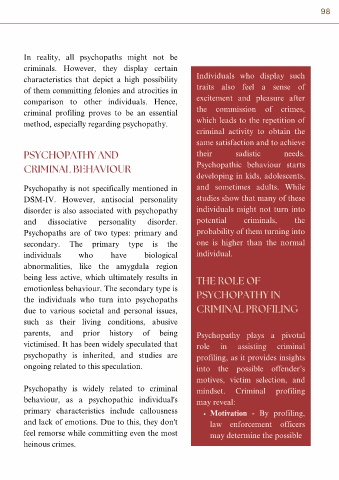 98
In reality, all psychopaths might not be
criminals. However, they display certain
characteristics that depict a high possibility
of them committing felonies and atrocities in
comparison to other individuals. Hence,
criminal profiling proves to be an essential
method, especially regarding psychopathy.
PSYCHOPATHY AND
CRIMINAL BEHAVIOUR
Psychopathy is not specifically mentioned in
DSM-IV. However, antisocial personality
disorder is also associated with psychopathy
and dissociative personality disorder.
Psychopaths are of two types: primary and
secondary. The primary type is the
individuals who have biological
abnormalities, like the amygdala region
being less active, which ultimately results in
emotionless behaviour. The secondary type is
the individuals who turn into psychopaths
due to various societal and personal issues,
such as their living conditions, abusive
parents, and prior history of being
victimised. It has been widely speculated that
psychopathy is inherited, and studies are
ongoing related to this speculation.
Psychopathy is widely related to criminal
behaviour, as a psychopathic individual's
primary characteristics include callousness
and lack of emotions. Due to this, they don't
feel remorse while committing even the most
heinous crimes.
Individuals who display such
traits also feel a sense of
excitement and pleasure after
the commission of crimes,
which leads to the repetition of
criminal activity to obtain the
same satisfaction and to achieve
their sadistic needs.
Psychopathic behaviour starts
developing in kids, adolescents,
and sometimes adults. While
studies show that many of these
individuals might not turn into
potential criminals, the
probability of them turning into
one is higher than the normal
individual.
THE ROLE OF
PSYCHOPATHY IN
CRIMINAL PROFILING
Psychopathy plays a pivotal
role in assisting criminal
profiling, as it provides insights
into the possible offender's
motives, victim selection, and
mindset. Criminal profiling
may reveal:
• Motivation - By profiling,
law enforcement officers
may determine the possible